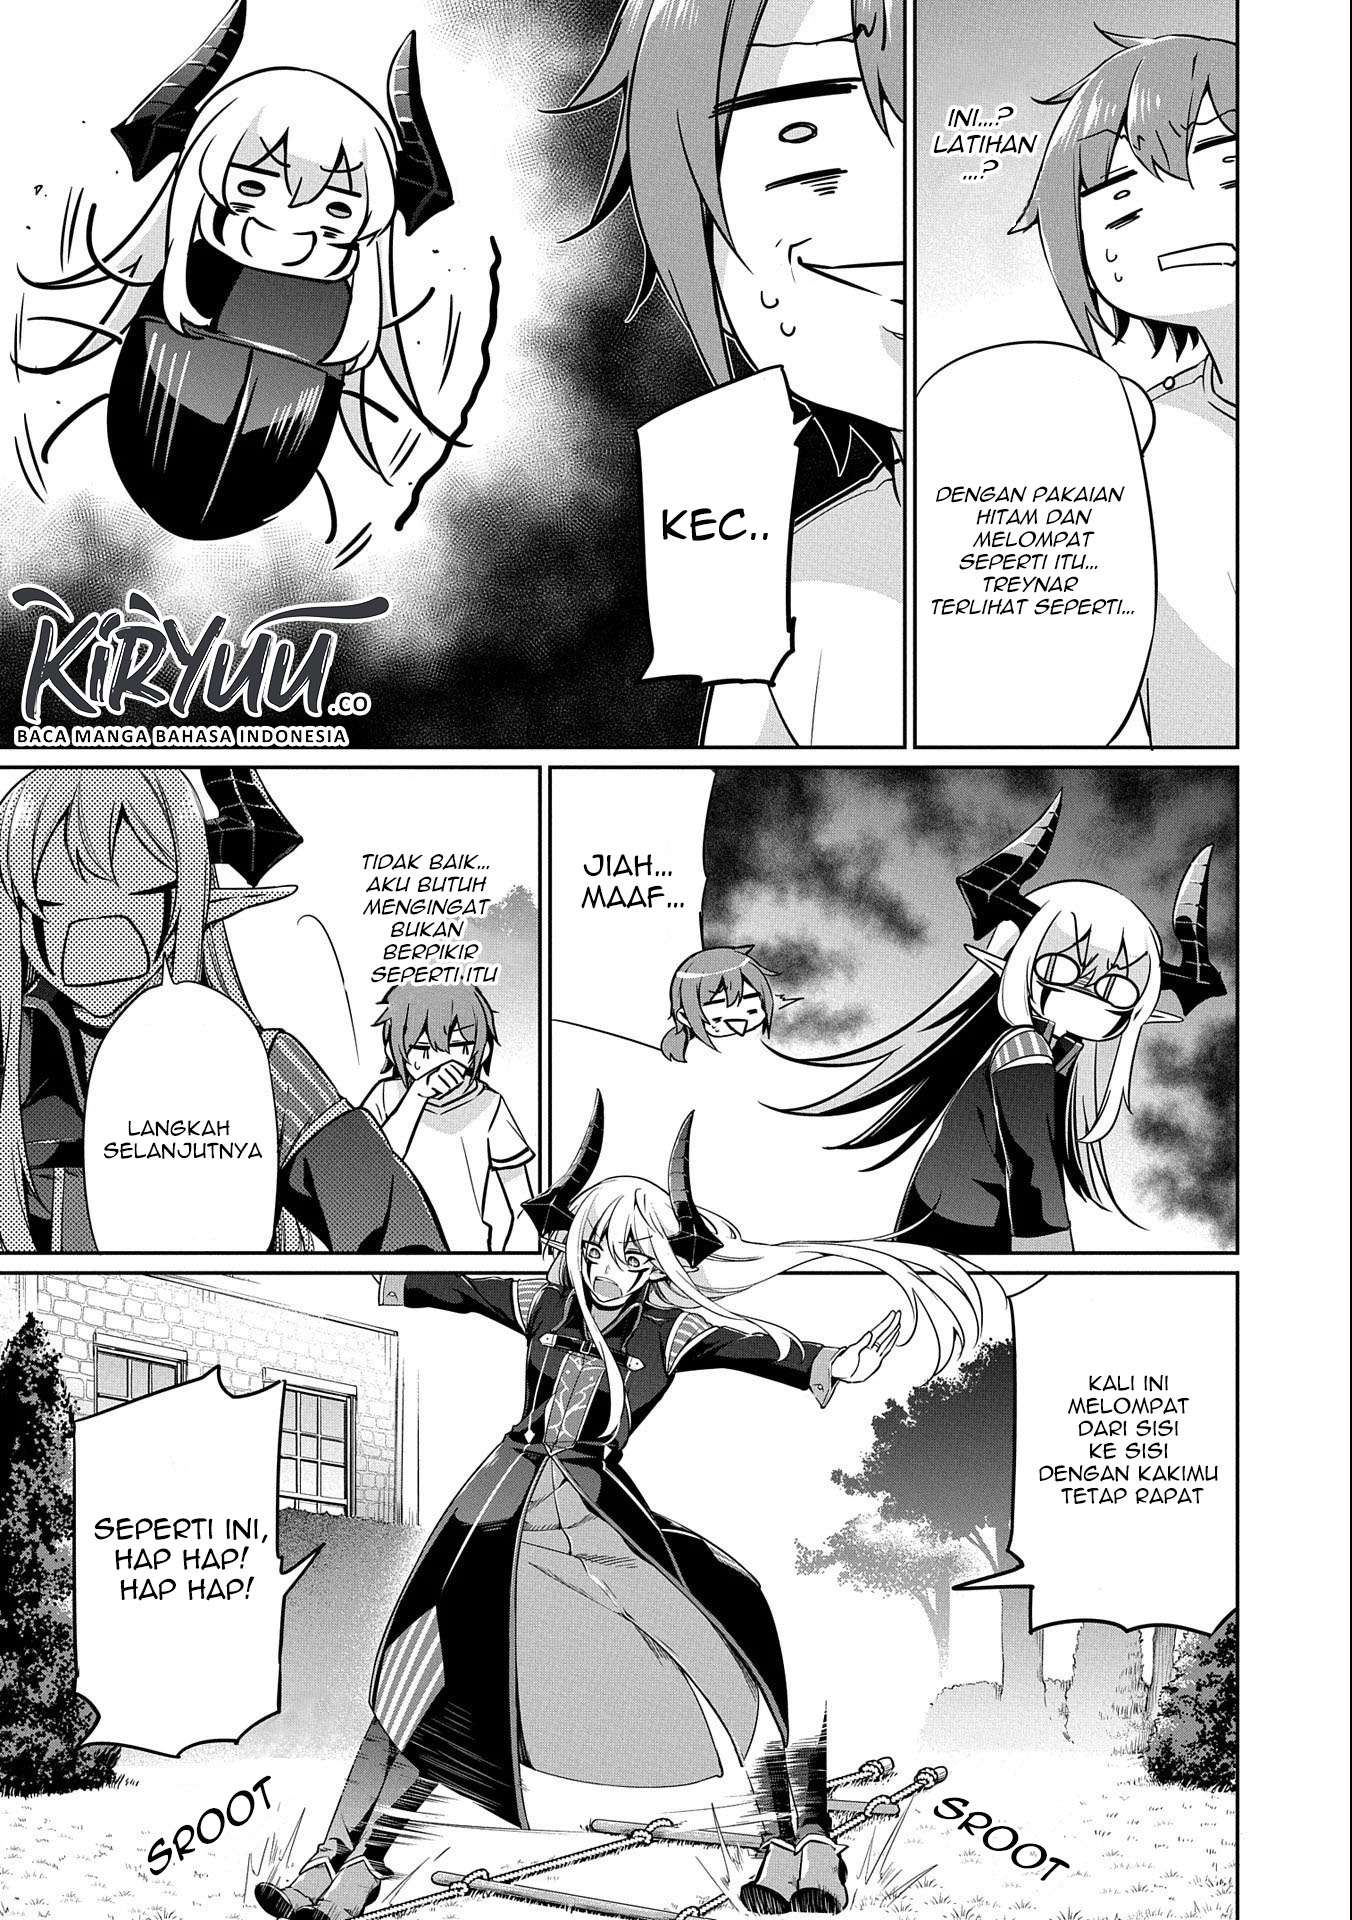 INI...?
LATIHAN
...?
DENGAN PAKAIAN
HITAM DAN
MELOMPAT
SEPERTI ITU...
TREYNAR
TERLIHAT SEPERTI...
KEC..
KIRYUU.CO
BACA MANGA BAHASA INDONESIA
JIAH...
MAAF...
TIDAK BAIK...
AKU BUTUH
MENGINGAT
BUKAN
BERPIKIR
SEPERTI ITU
LANGKAH
SELANJUTNYA
KALI INI
MELOMPAT
DARI SISI
KE SISI
DENGAN KAKIMU
TETAP RAPAT
SEPERTI INI,
HAP HAP!
HAP HAP!
SROOT
SROOT